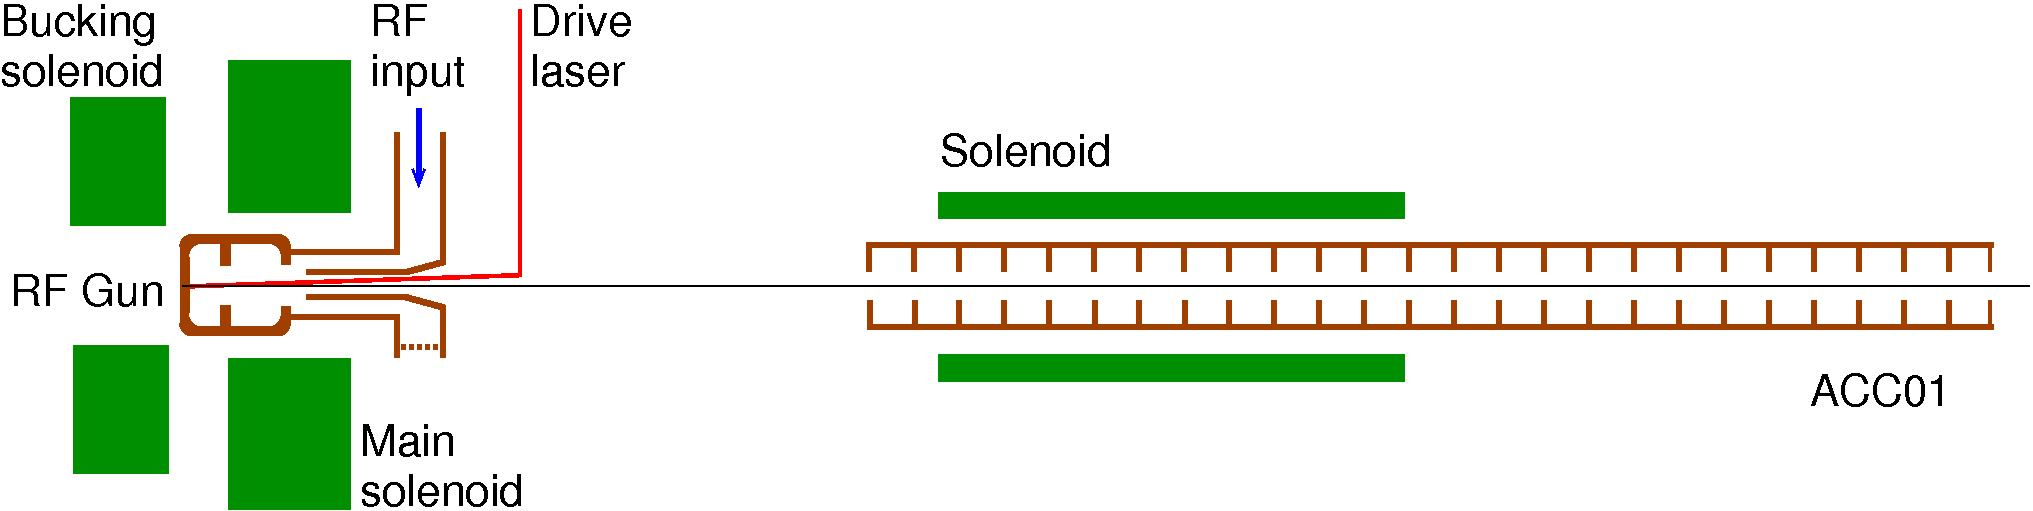 Bucking
solenoid
RF
input
Drive
laser
Solenoid
RF Gun
ACC01
Main
solenoid